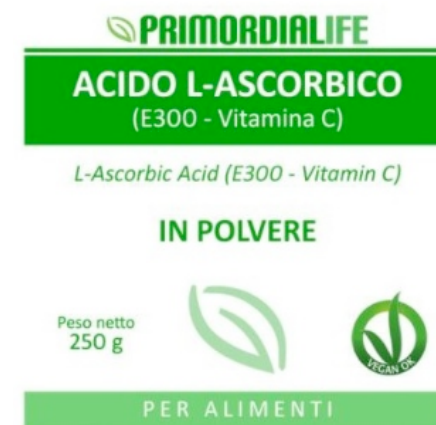 PRIMORDIALIFE
ACIDO L-ASCORBICO
(E300 - Vitamina C)
L-Ascorbic Acid (E300 - Vitamin C)
IN POLVERE
Peso netto
250 g
VEGAN OK
PER ALIMENTI